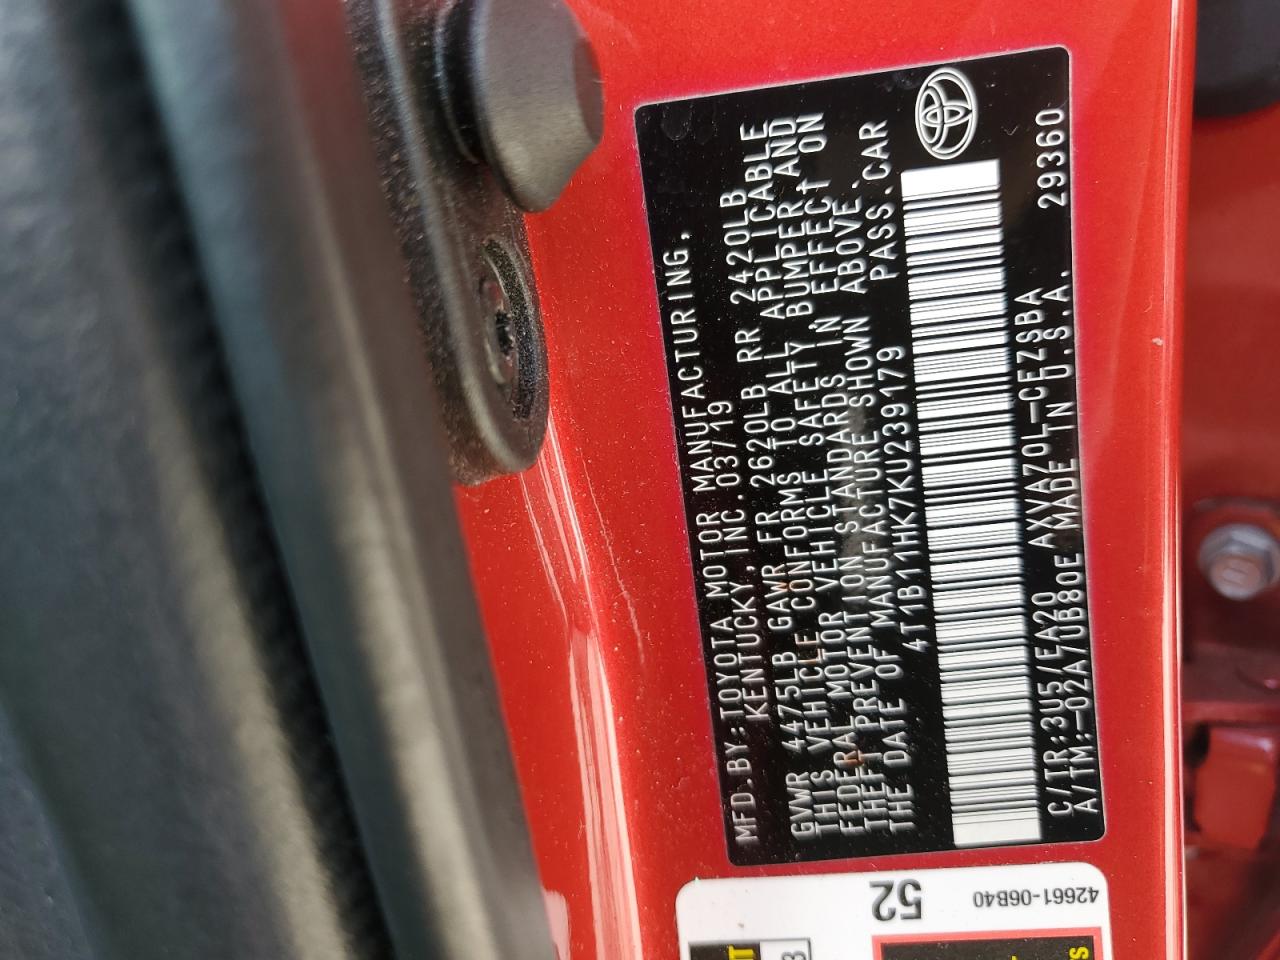 MFD.BY:TOYOTA MOTOR MANUFACTURING,
KENTUCKY,INC.03/19
GVWR 4475LB GAWR FR 2620LB RR 2420LB
THIS VEHICLE CONFORMS TO ALL APPLICABLE
FEDERAL MOTOR VEHICLE SAFETY BUMPER AND
THEFT PREVENTION STANDARDS IN EFFECT ON
THE DATE OF MANUFACTURE SHOWN ABOVE.
4T1B11HK7KU239179 PASS.CAR
C/TR:3U5/EA20 AXVA70L-CEZSBA
A/TM:-02A/UB80E MADE IN U.S.A. 29360
52
42661-06B40